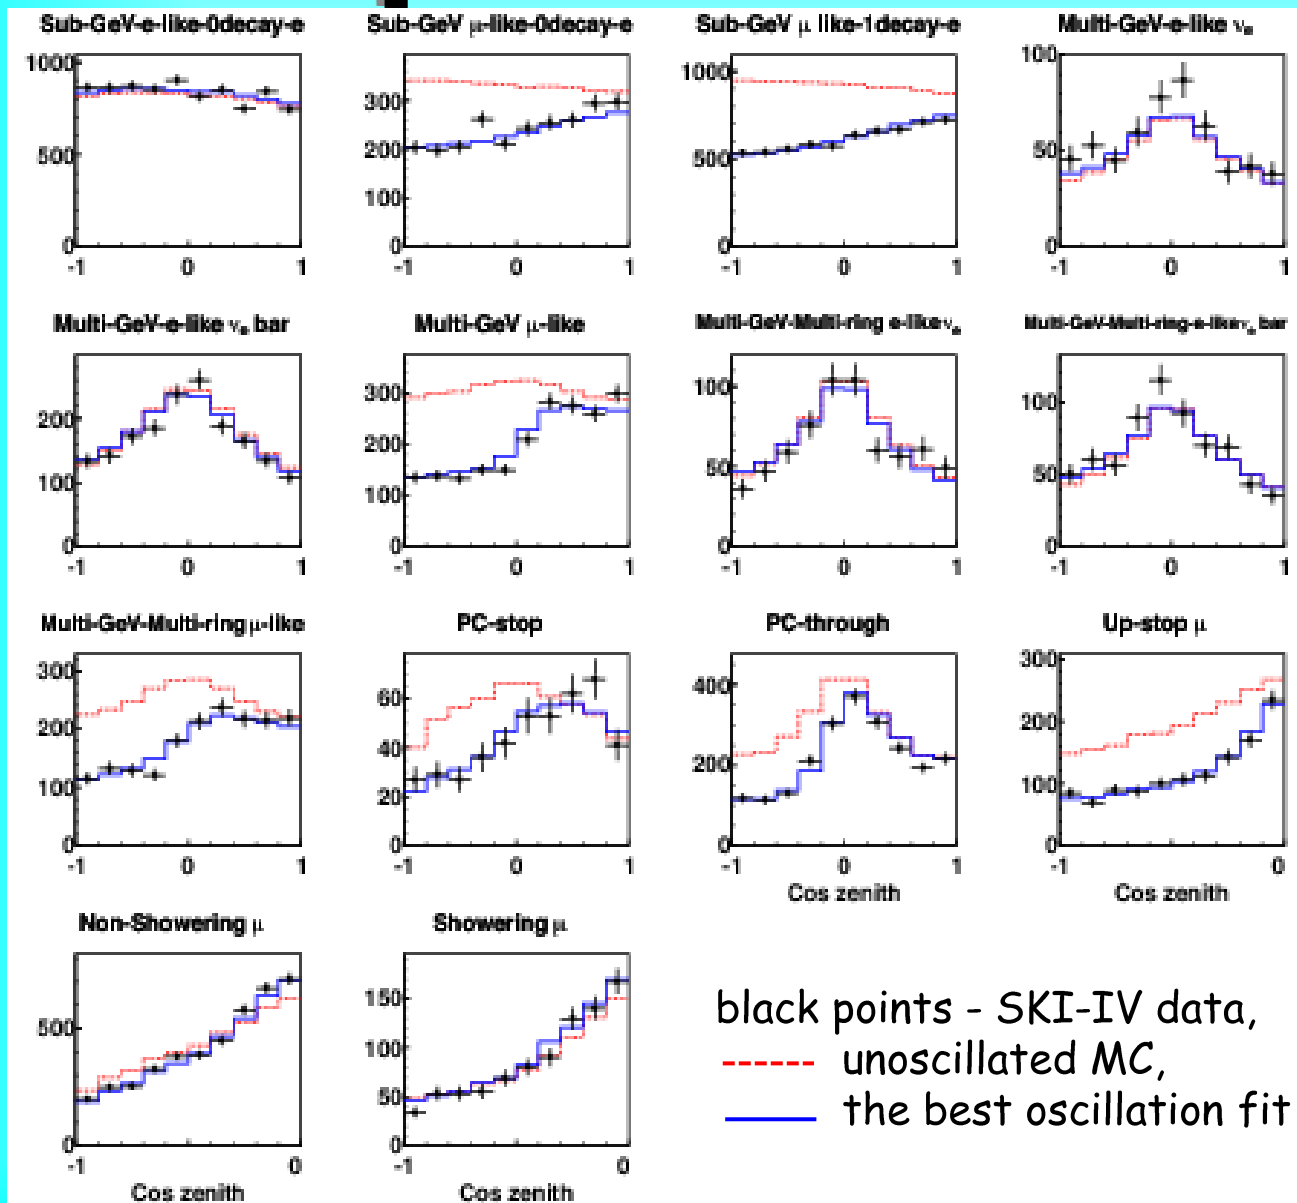 Sub-GeV-e-like-0decay-e
Sub-GeV μ-like-0decay-e
Sub-GeV μ like-1decay-e
Multi-GeV-e-like νe
1000
500
0
-1 0 1
300
200
100
0
-1 0 1
1000
500
0
-1 0 1
100
50
0
-1 0 1
Multi-GeV-e-like νe bar
Multi-GeV μ-like
Multi-GeV-Multi-ring e-like νe
Multi-GeV-Multi-ring-e-like νe bar
200
100
0
-1 0 1
300
200
100
0
-1 0 1
100
50
0
-1 0 1
100
50
0
-1 0 1
Multi-GeV-Multi-ring μ-like
PC-stop
PC-through
Up-stop μ
300
200
100
0
-1 0 1
60
40
20
0
-1 0 1
400
200
0
-1 0 1
Cos zenith
300
200
100
0
-1 0
Cos zenith
Non-Showering μ
Showering μ
500
0
-1 0
Cos zenith
150
100
50
0
-1 0
Cos zenith
black points - SKI-IV data,
unoscillated MC,
the best oscillation fit